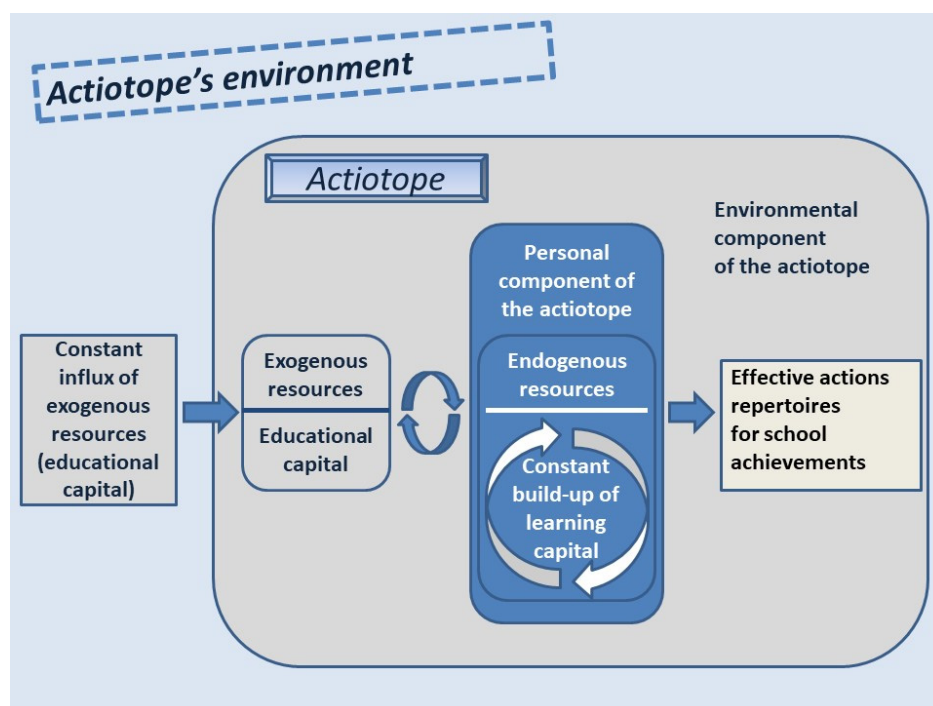 Actiotope's environment
Actiotope
Environmental
component
of the actiotope
Personal
component of
the actiotope
Constant
influx of
exogenous
resources
(educational
capital)
Exogenous
resources
Educational
capital
Endogenous
resources
Constant
build-up of
learning
capital
Effective actions
repertoires
for school
achievements